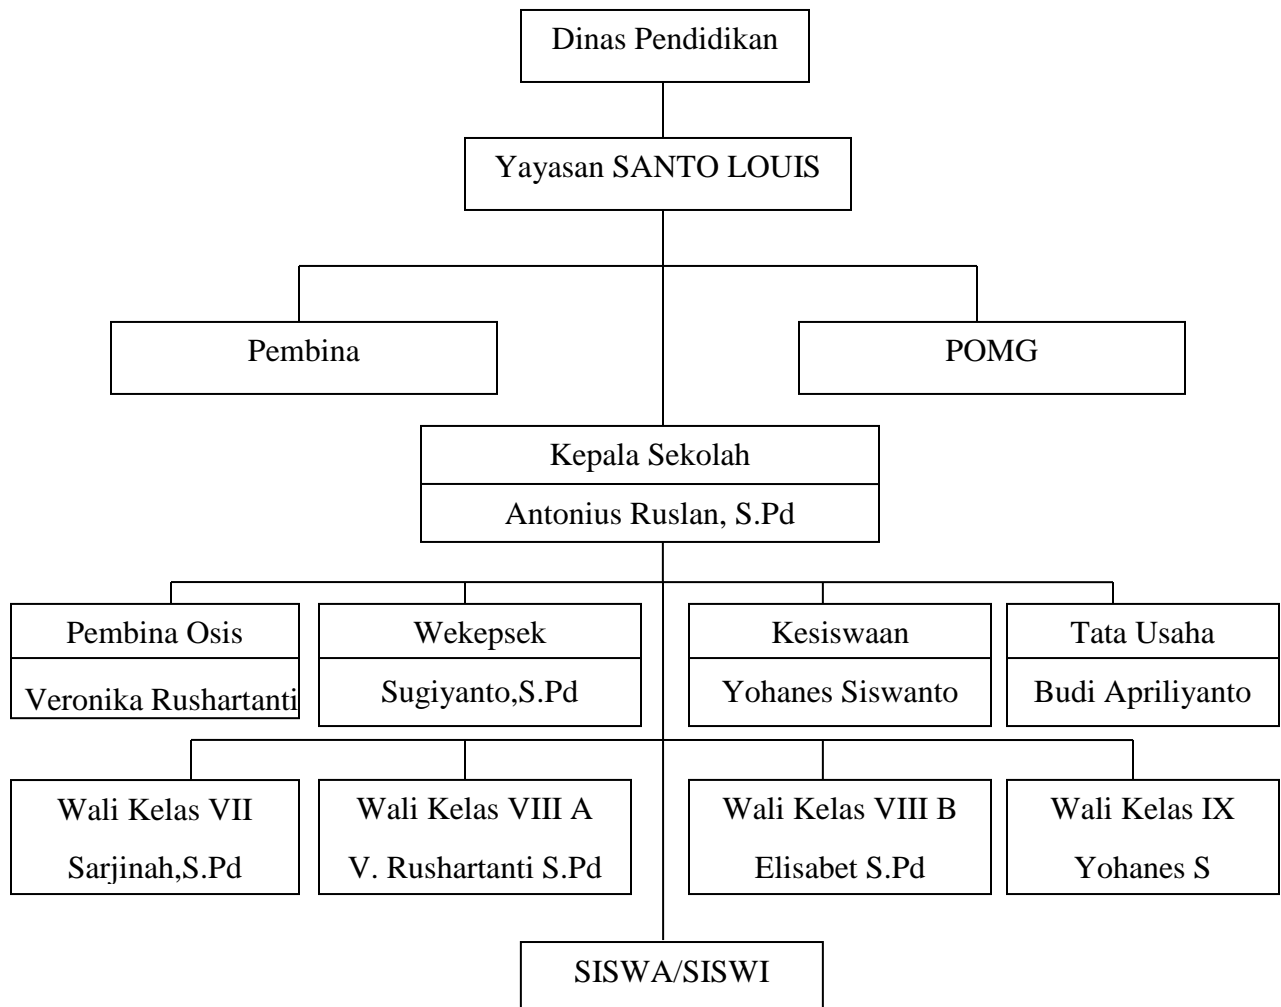 Dinas Pendidikan
Yayasan SANTO LOUIS
Pembina
POMG
Kepala Sekolah
Antonius Ruslan, S.Pd
Pembina Osis
Veronika Rushartanti
Wekepsek
Sugiyanto,S.Pd
Kesiswaan
Yohanes Siswanto
Tata Usaha
Budi Apriliyanto
Wali Kelas VII
Sarjinah,S.Pd
Wali Kelas VIII A
V. Rushartanti S.Pd
Wali Kelas VIII B
Elisabet S.Pd
Wali Kelas IX
Yohanes S
SISWA/SISWI